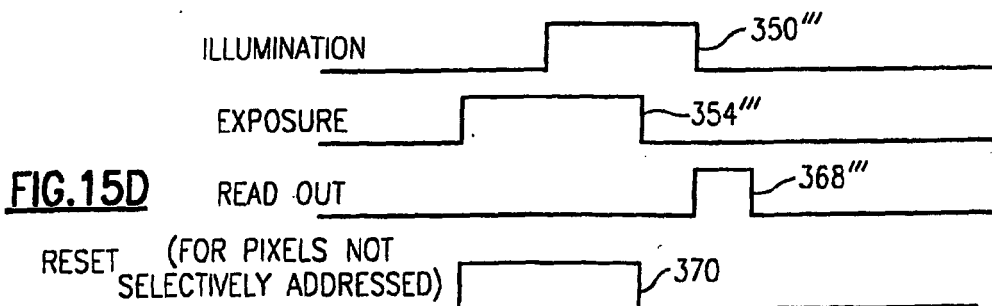 ILLUMINATION
350‴
EXPOSURE
354‴
FIG.15D
READ OUT
368‴
RESET (FOR PIXELS NOT
SELECTIVELY ADDRESSED)
370